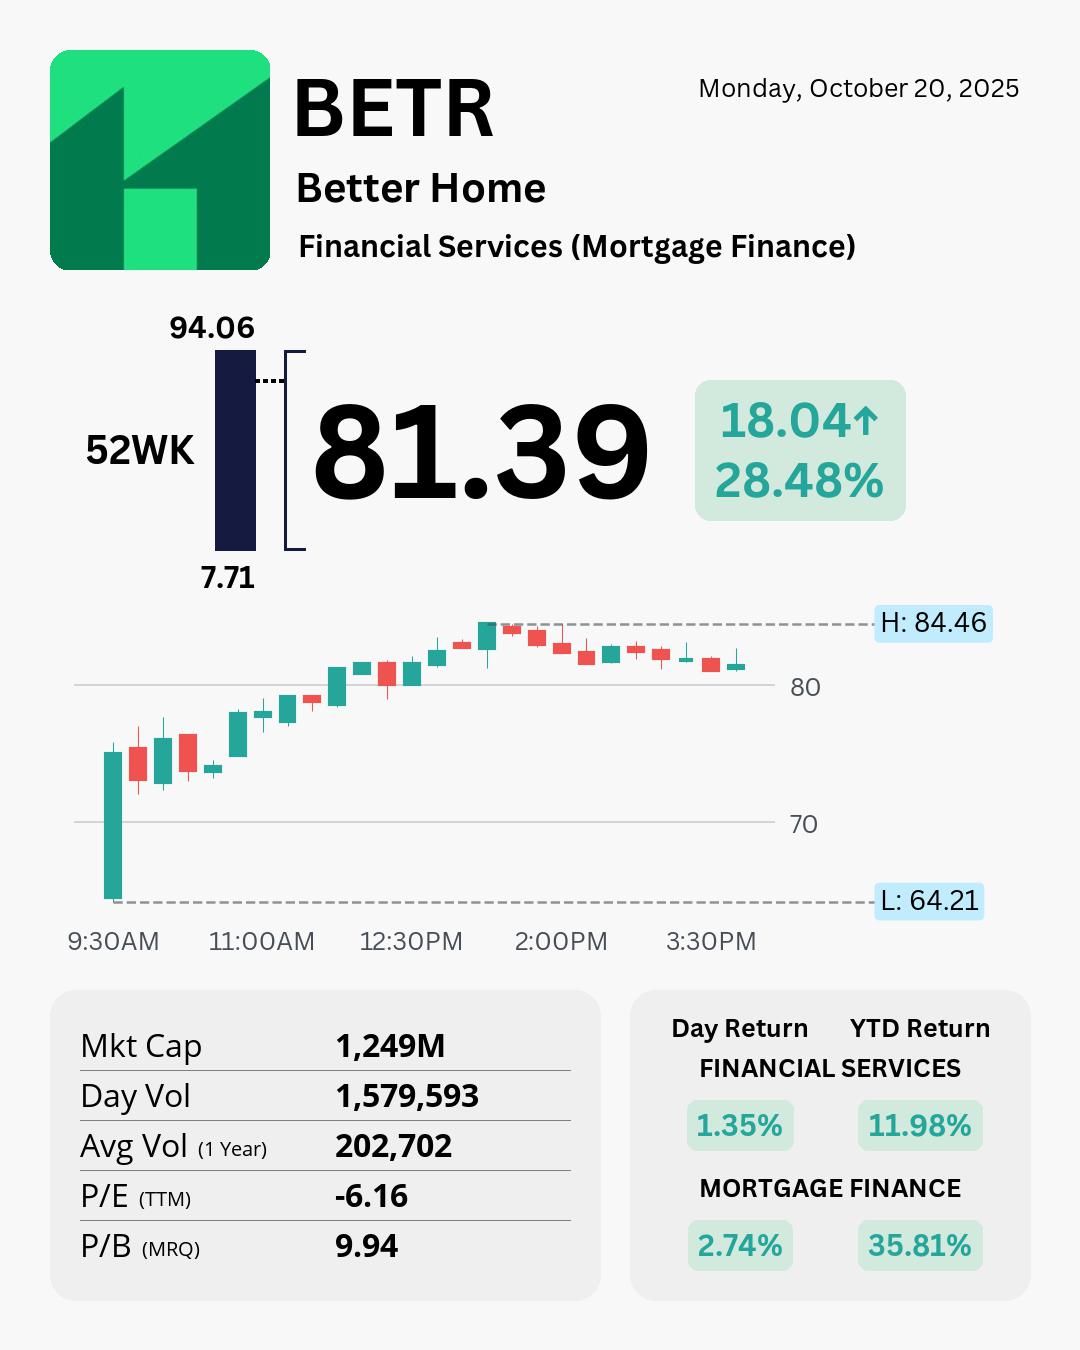 BETR
Monday, October 20, 2025
Better Home
Financial Services (Mortgage Finance)
94.06
52WK
81.39
18.04↑
28.48%
7.71
H: 84.46
80
70
L: 64.21
9:30AM 11:00AM 12:30PM 2:00PM 3:30PM
Mkt Cap 1,249M
Day Vol 1,579,593
Avg Vol (1 Year) 202,702
P/E (TTM) -6.16
P/B (MRQ) 9.94
Day Return YTD Return
FINANCIAL SERVICES
1.35% 11.98%
MORTGAGE FINANCE
2.74% 35.81%